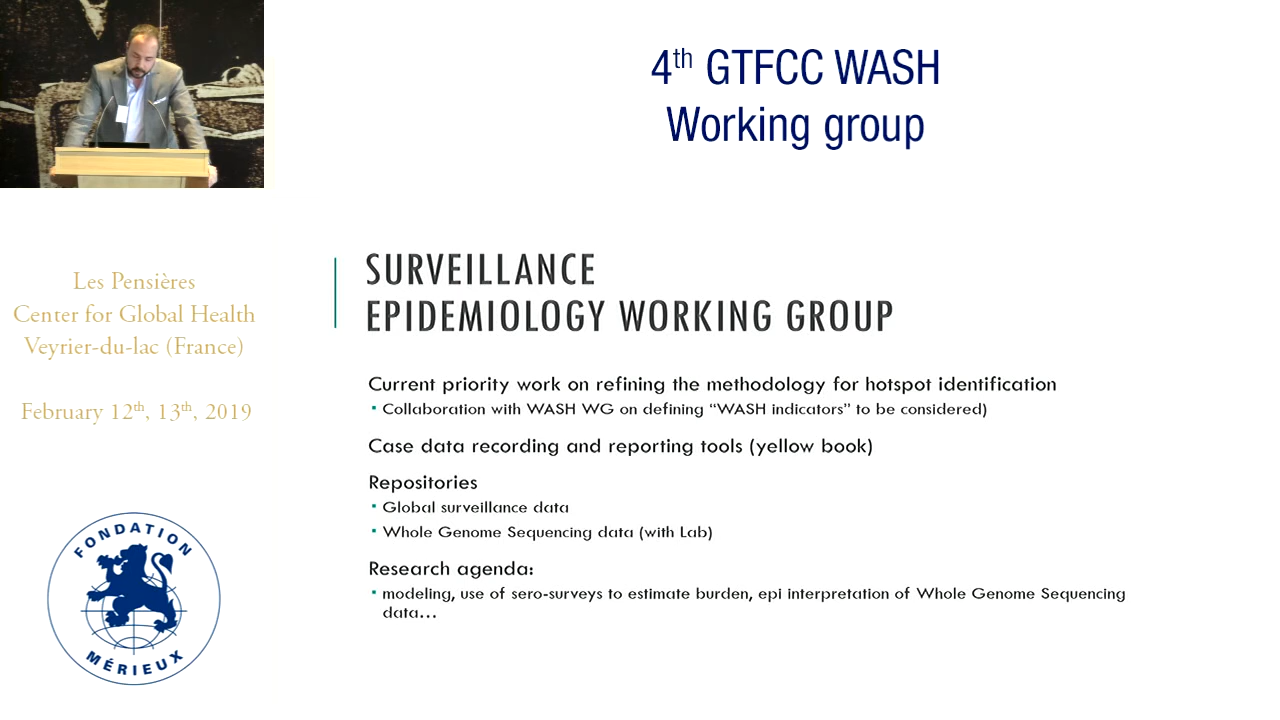 4th GTFCC WASH
Working group
Les Pensières
Center for Global Health
Veyrier-du-lac (France)
February 12th, 13th, 2019
FONDATION
MÉRIEUX
SURVEILLANCE
EPIDEMIOLOGY WORKING GROUP
Current priority work on refining the methodology for hotspot identification
▪ Collaboration with WASH WG on defining “WASH indicators” to be considered)
Case data recording and reporting tools (yellow book)
Repositories
▪ Global surveillance data
▪ Whole Genome Sequencing data (with Lab)
Research agenda:
▪ modeling, use of sero-surveys to estimate burden, epi interpretation of Whole Genome Sequencing
data…